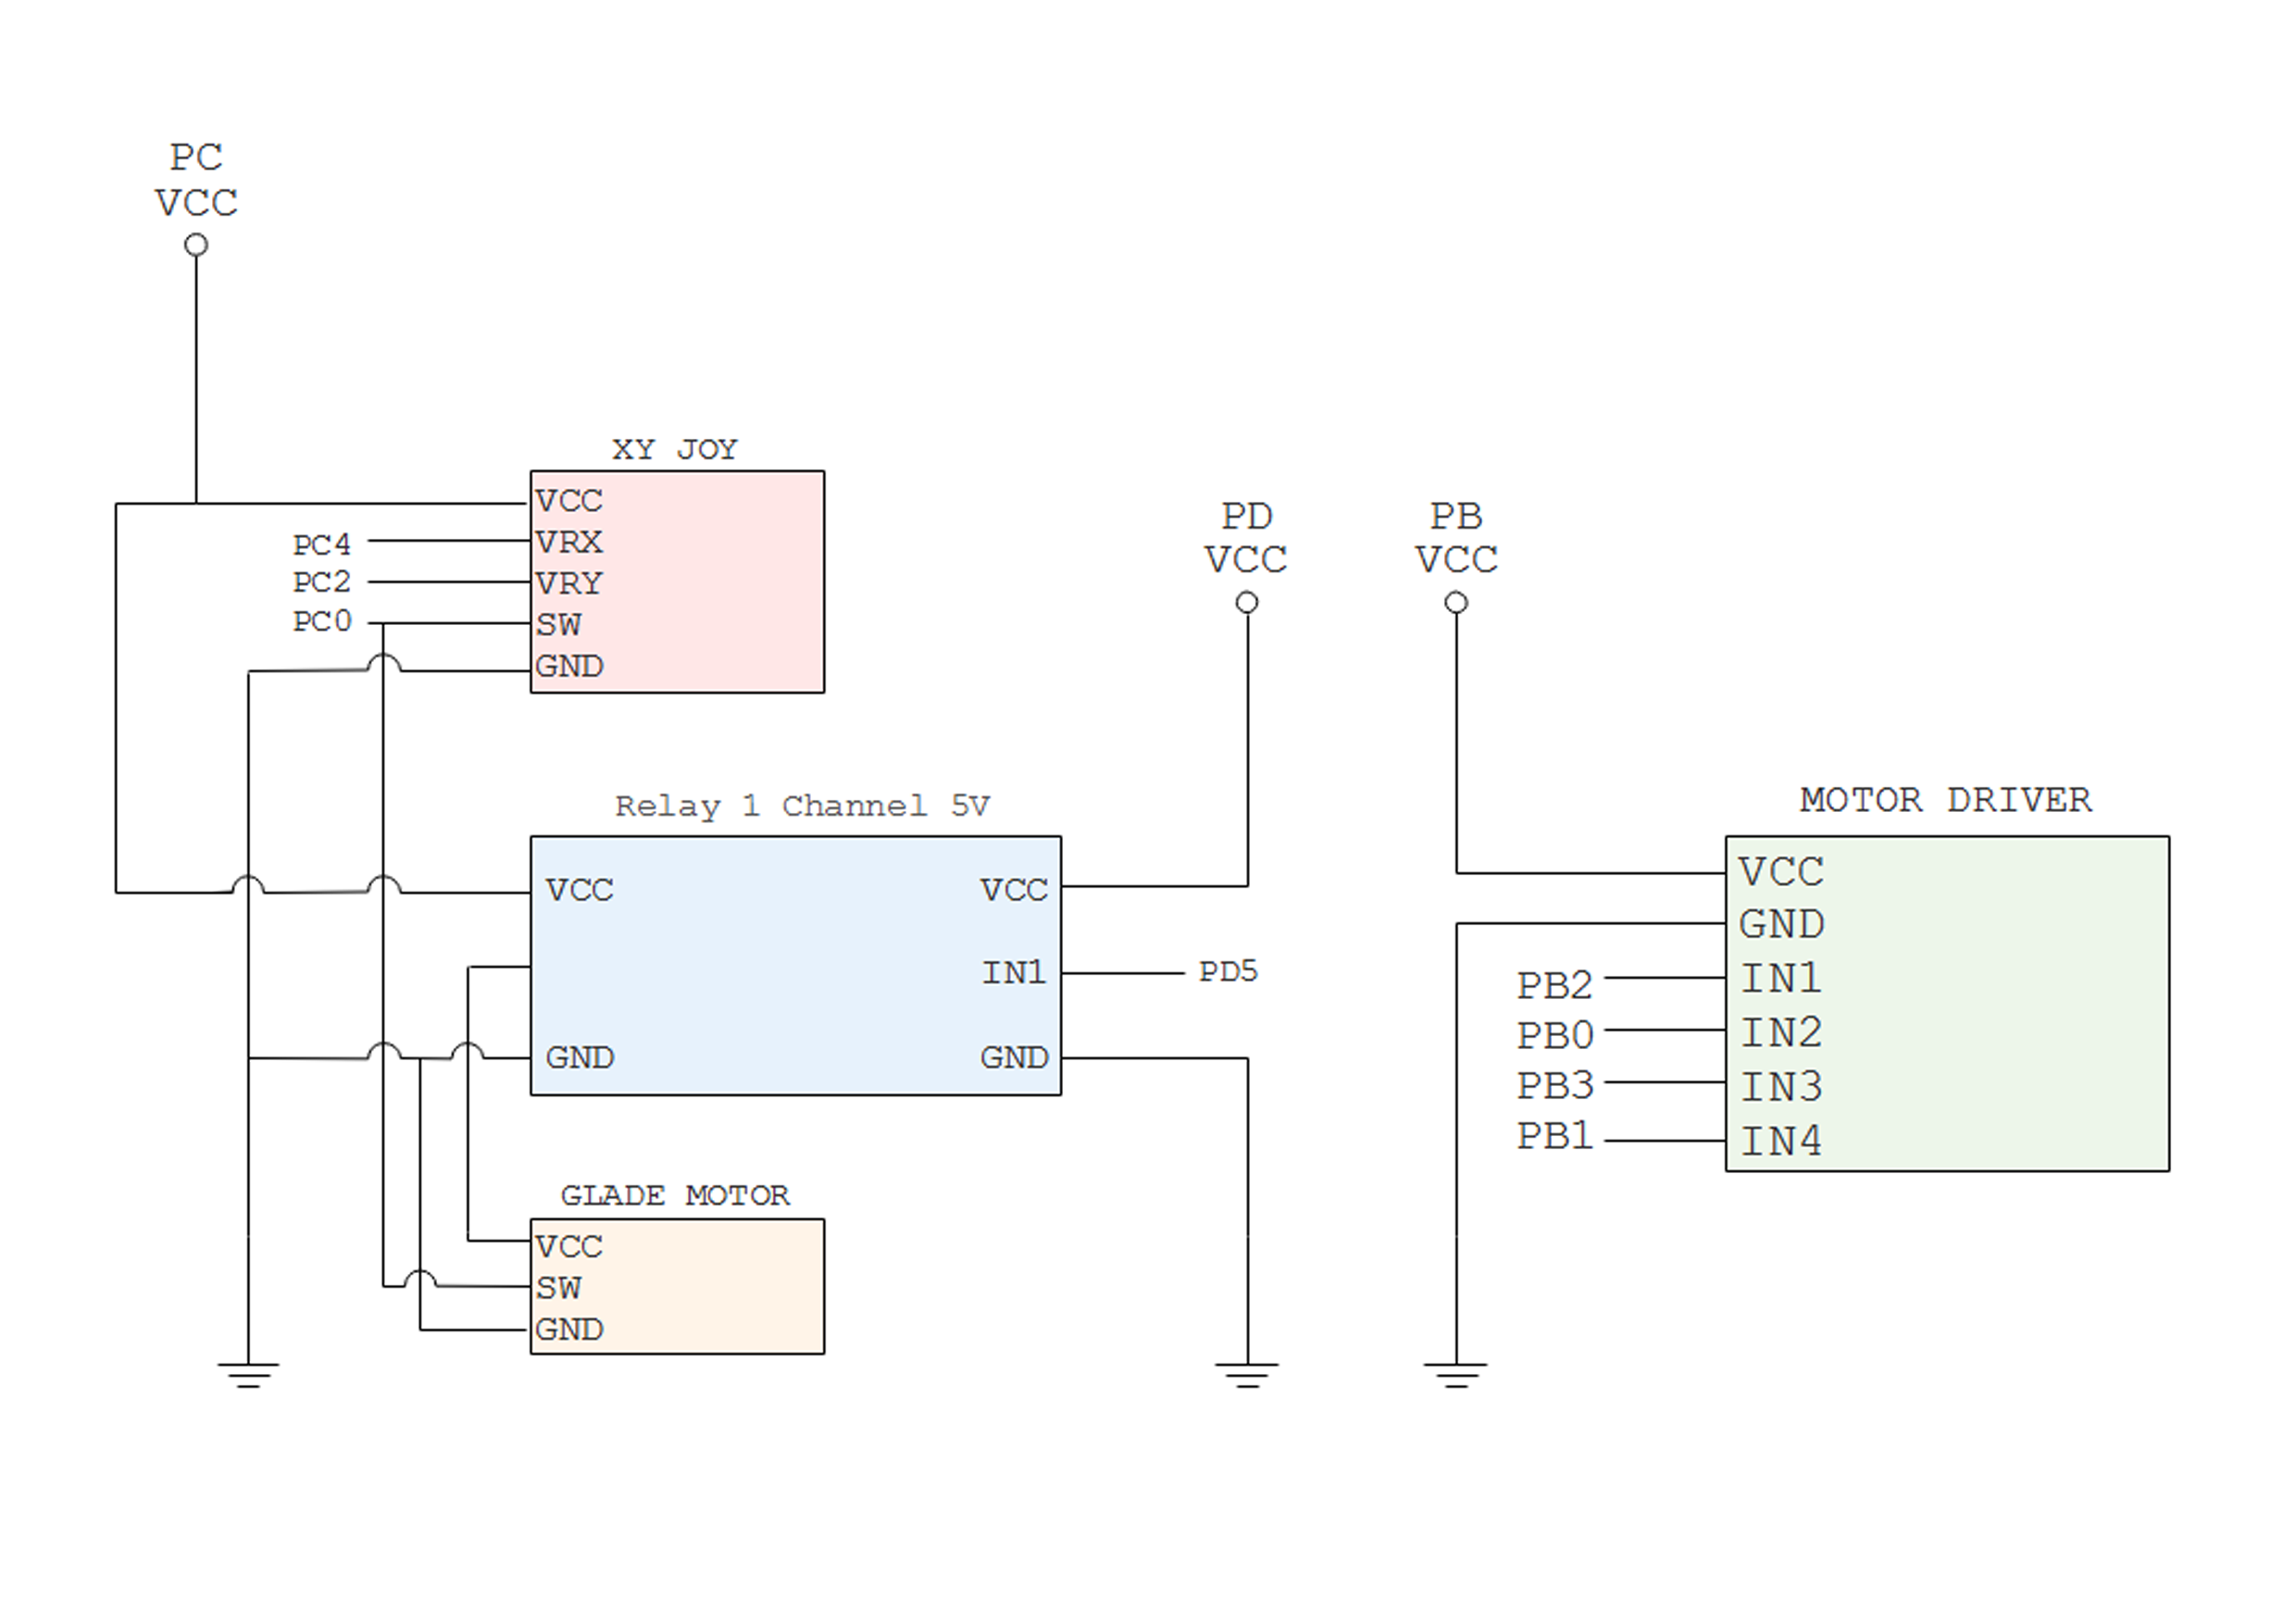 PC
VCC
XY JOY
VCC
PC4 VRX
PC2 VRY
PC0 SW
GND
PD
VCC
PB
VCC
Relay 1 Channel 5V
VCC VCC
IN1 PD5
GND GND
MOTOR DRIVER
VCC
GND
PB2 IN1
PB0 IN2
PB3 IN3
PB1 IN4
GLADE MOTOR
VCC
SW
GND